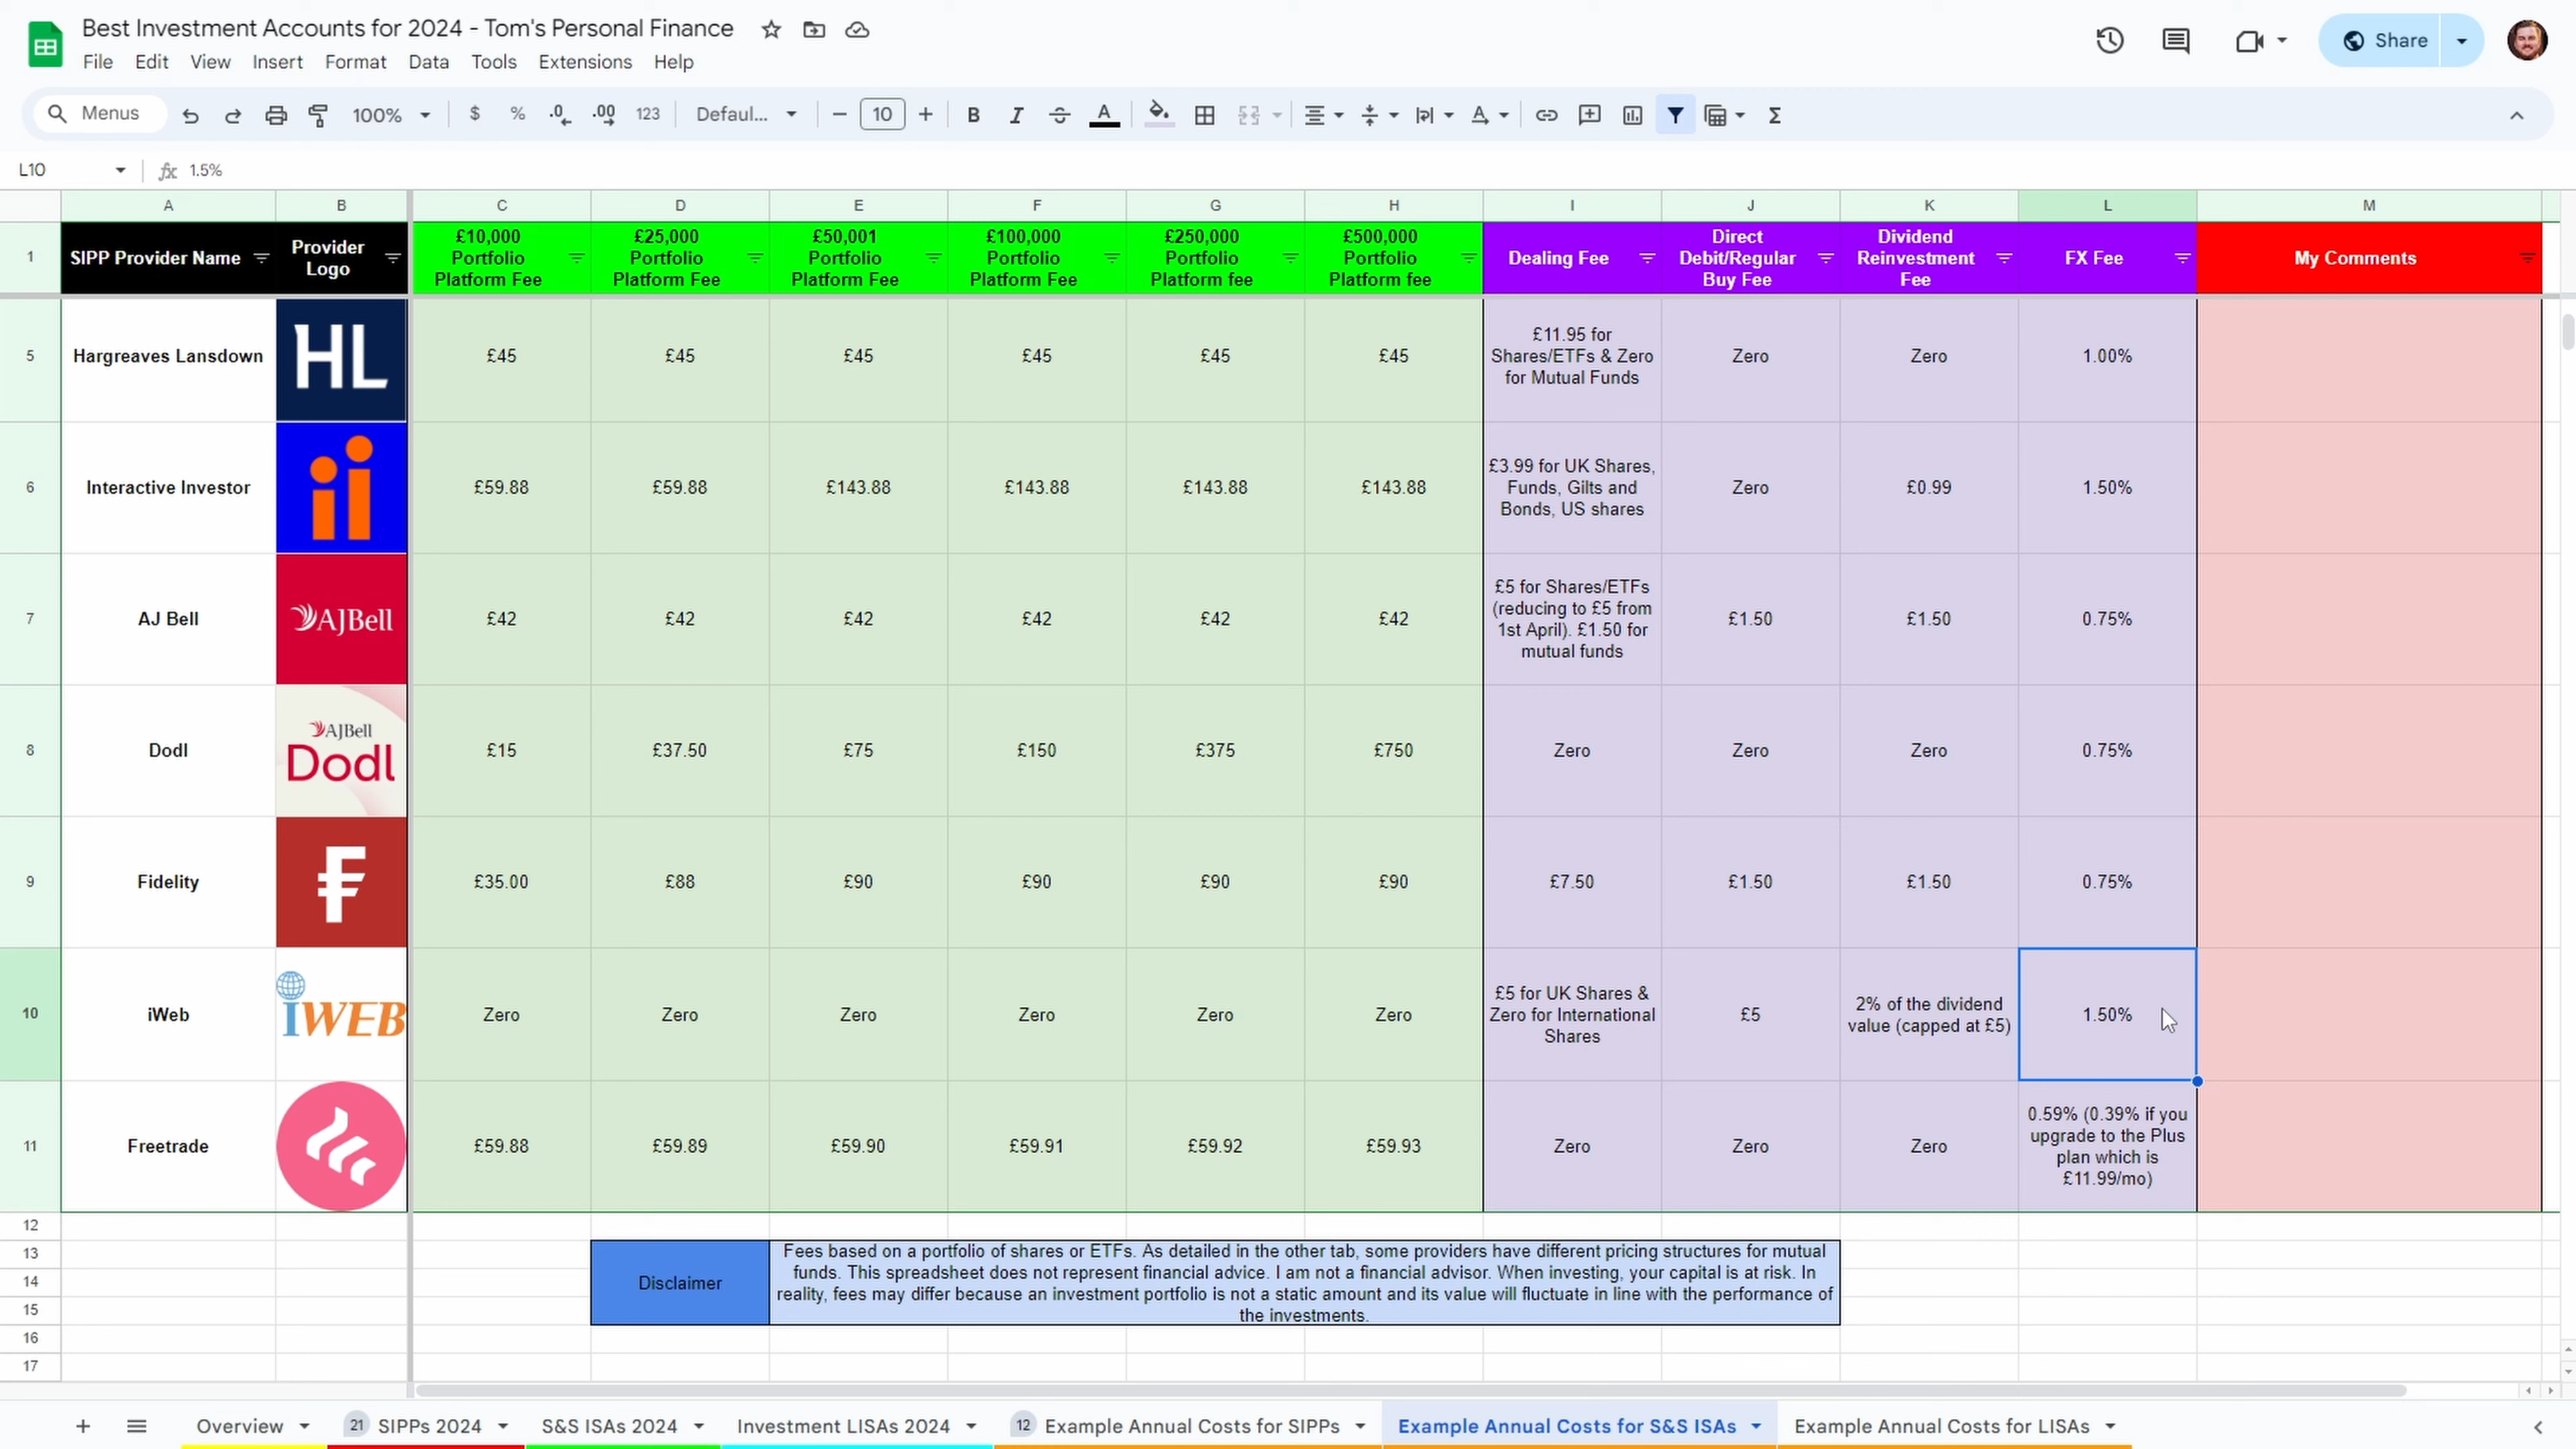 Best Investment Accounts for 2024 - Tom's Personal Finance
File Edit View Insert Format Data Tools Extensions Help
Share
Menus
100%
$ % .0 .00 123
Defaul...
10
B I A
L10
fx 1.5%
A B C D E F G H I J K L M
1
SIPP Provider Name
Provider
Logo
£10,000
Portfolio
Platform Fee
£25,000
Portfolio
Platform Fee
£50,001
Portfolio
Platform Fee
£100,000
Portfolio
Platform Fee
£250,000
Portfolio
Platform fee
£500,000
Portfolio
Platform fee
Dealing Fee
Direct
Debit/Regular
Buy Fee
Dividend
Reinvestment
Fee
FX Fee
My Comments
5
Hargreaves Lansdown
HL
£45 £45 £45 £45 £45 £45
£11.95 for
Shares/ETFs & Zero
for Mutual Funds
Zero
Zero
1.00%
6
Interactive Investor
ii
£59.88 £59.88 £143.88 £143.88 £143.88 £143.88
£3.99 for UK Shares,
Funds, Gilts and
Bonds, US shares
Zero
£0.99
1.50%
7
AJ Bell
AJBell
£42 £42 £42 £42 £42 £42
£5 for Shares/ETFs
(reducing to £5 from
1st April). £1.50 for
mutual funds
£1.50
£1.50
0.75%
8
Dodl
AJBell
Dodl
£15 £37.50 £75 £150 £375 £750
Zero
Zero
Zero
0.75%
9
Fidelity
F
£35.00 £88 £90 £90 £90 £90
£7.50
£1.50
£1.50
0.75%
10
iWeb
iWEB
Zero Zero Zero Zero Zero Zero
£5 for UK Shares &
Zero for International
Shares
£5
2% of the dividend
value (capped at £5)
1.50%
11
Freetrade
£59.88 £59.89 £59.90 £59.91 £59.92 £59.93
Zero
Zero
Zero
0.59% (0.39% if you
upgrade to the Plus
plan which is
£11.99/mo)
12
13
14
15
16
17
Disclaimer
Fees based on a portfolio of shares or ETFs. As detailed in the other tab, some providers have different pricing structures for mutual
funds. This spreadsheet does not represent financial advice. I am not a financial advisor. When investing, your capital is at risk. In
reality, fees may differ because an investment portfolio is not a static amount and its value will fluctuate in line with the performance of
the investments.
Overview
21 SIPPs 2024
S&S ISAs 2024
Investment LISAs 2024
12 Example Annual Costs for SIPPs
Example Annual Costs for S&S ISAs
Example Annual Costs for LISAs